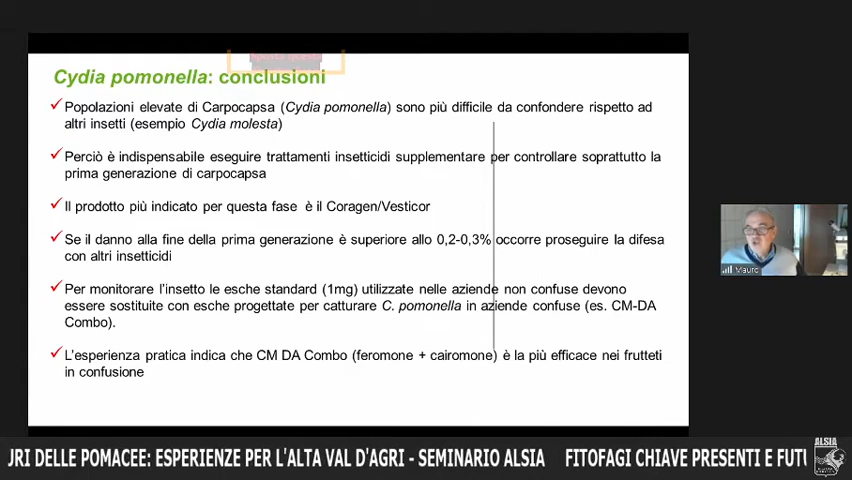 Cydia pomonella: conclusioni
✓Popolazioni elevate di Carpocapsa (Cydia pomonella) sono più difficile da confondere rispetto ad
altri insetti (esempio Cydia molesta)
✓Perciò è indispensabile eseguire trattamenti insetticidi supplementare per controllare soprattutto la
prima generazione di carpocapsa
✓Il prodotto più indicato per questa fase è il Coragen/Vesticor
✓Se il danno alla fine della prima generazione è superiore allo 0,2-0,3% occorre proseguire la difesa
con altri insetticidi
✓Per monitorare l'insetto le esche standard (1mg) utilizzate nelle aziende non confuse devono
essere sostituite con esche progettate per catturare C. pomonella in aziende confuse (es. CM-DA
Combo).
✓L'esperienza pratica indica che CM DA Combo (feromone + cairomone) è la più efficace nei frutteti
in confusione
Mauro
JRI DELLE POMACEE: ESPERIENZE PER L'ALTA VAL D'AGRI - SEMINARIO ALSIA FITOFAGI CHIAVE PRESENTI E FUTU
ALSIA